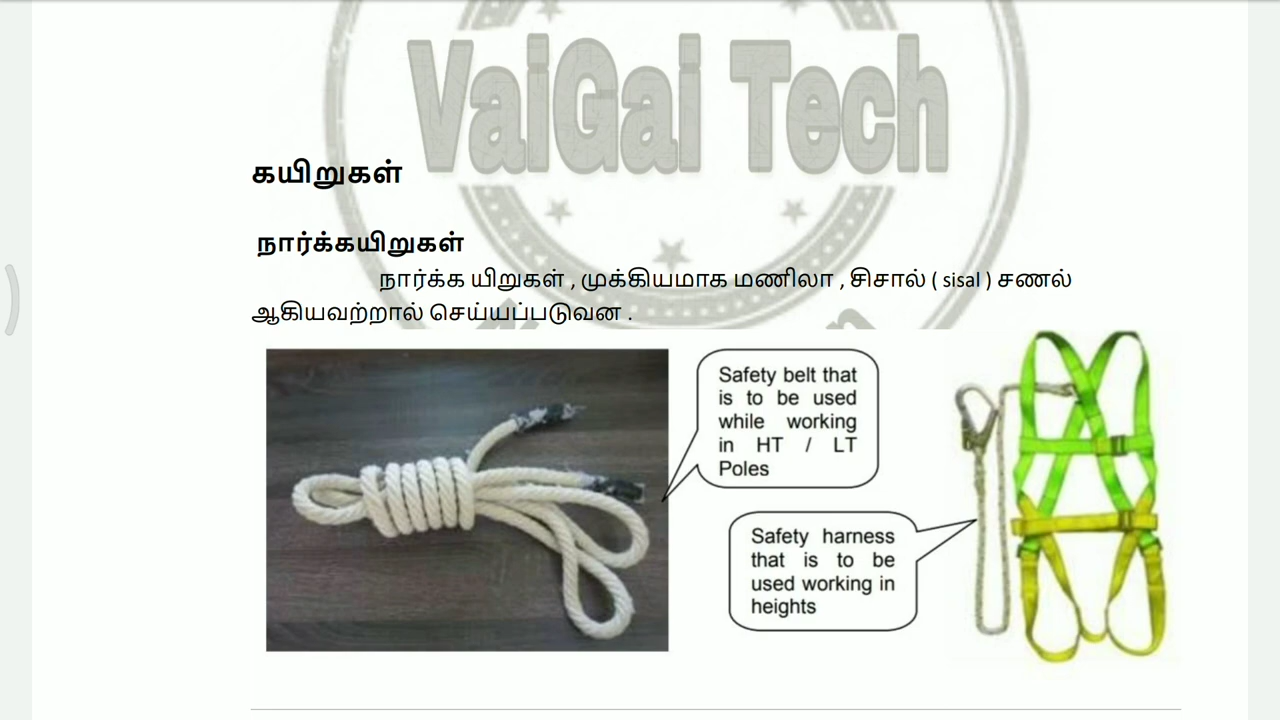 VaiGai Tech
கயிறுகள்
நார்க்கயிறுகள்
நார்க்க யிறுகள் , முக்கியமாக மணிலா , சிசால் ( sisal ) சணல்
ஆகியவற்றால் செய்யப்படுவன .
Safety belt that
is to be used
while working
in HT / LT
Poles
Safety harness
that is to be
used working in
heights